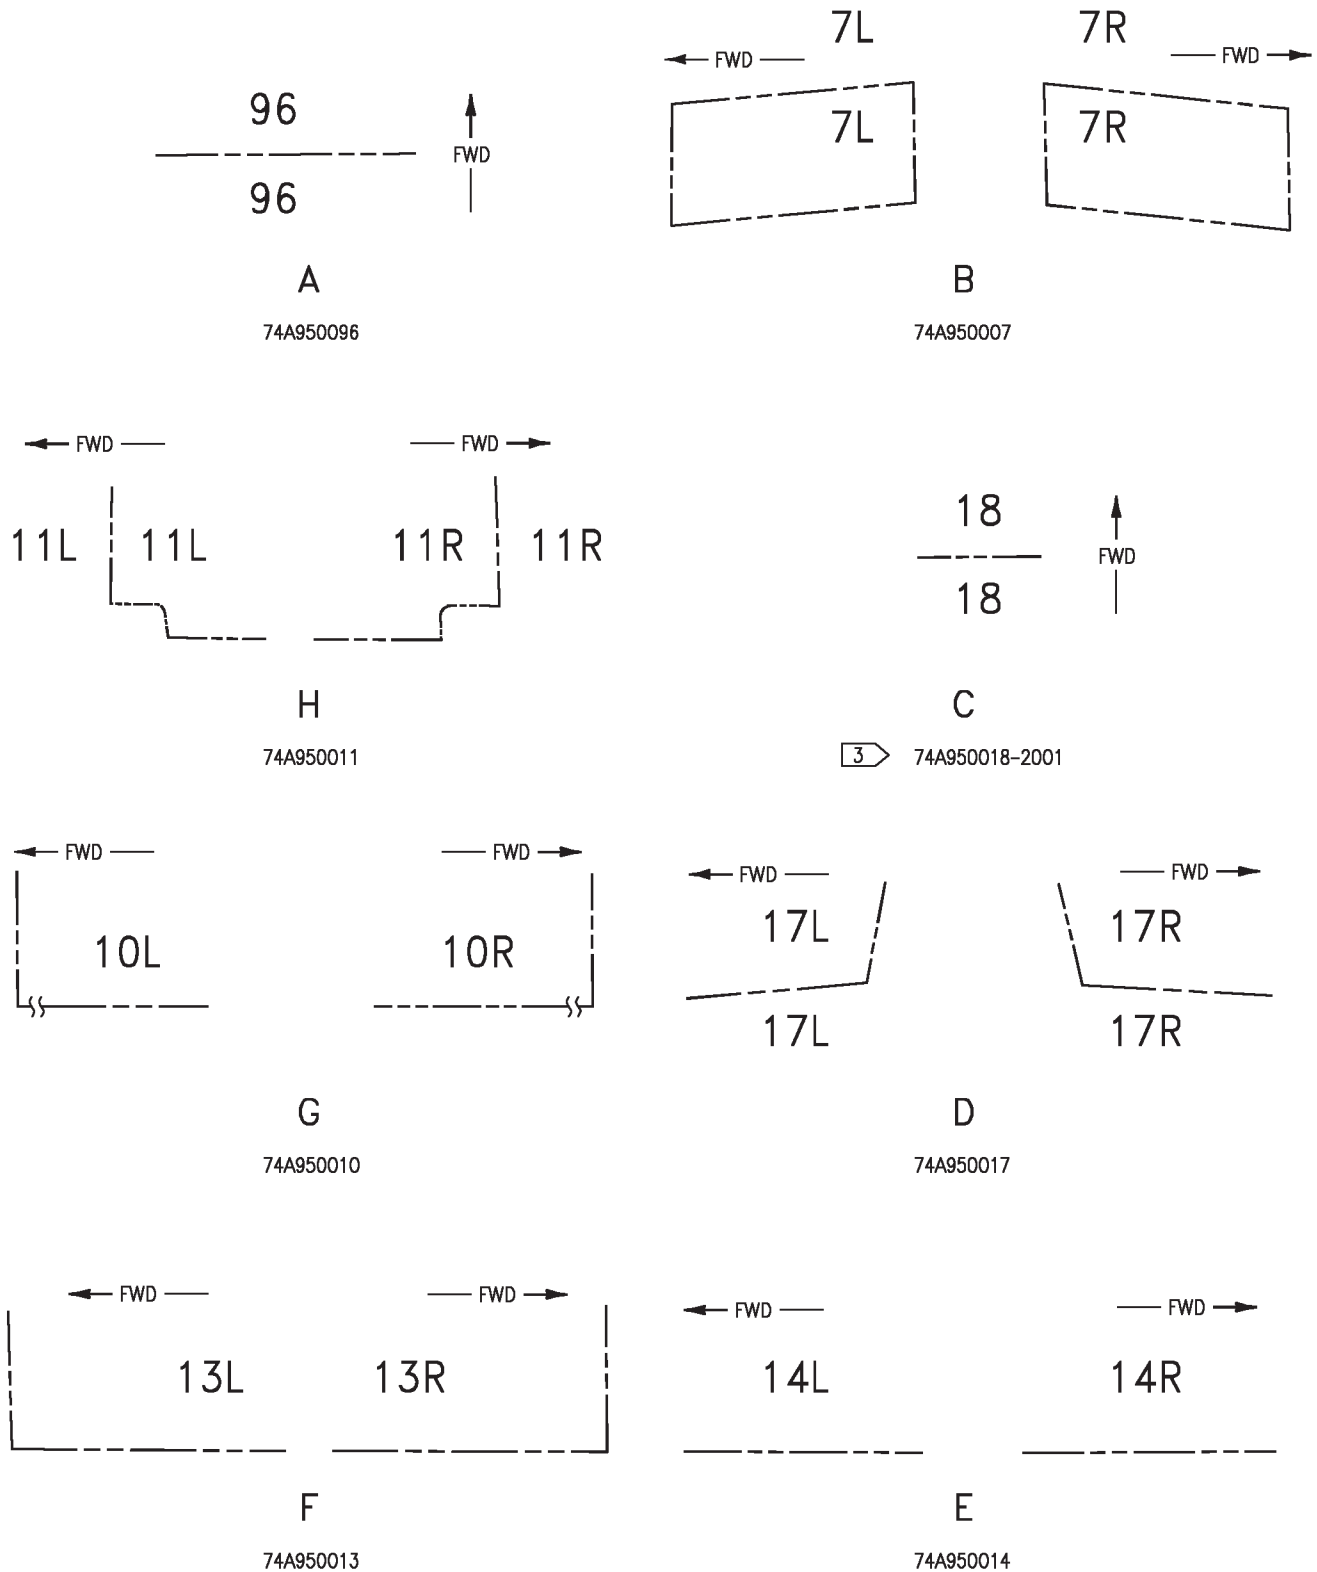 7L 7R
FWD FWD
96
7L 7R
FWD
96
A B
74A950096 74A950007
FWD FWD
18
11L 11L 11R 11R
FWD
18
H C
74A950011 3 74A950018-2001
FWD FWD
FWD FWD
17L 17R
10L 10R
17L 17R
G D
74A950010 74A950017
FWD FWD
FWD FWD
13L 13R 14L 14R
F E
74A950013 74A950014